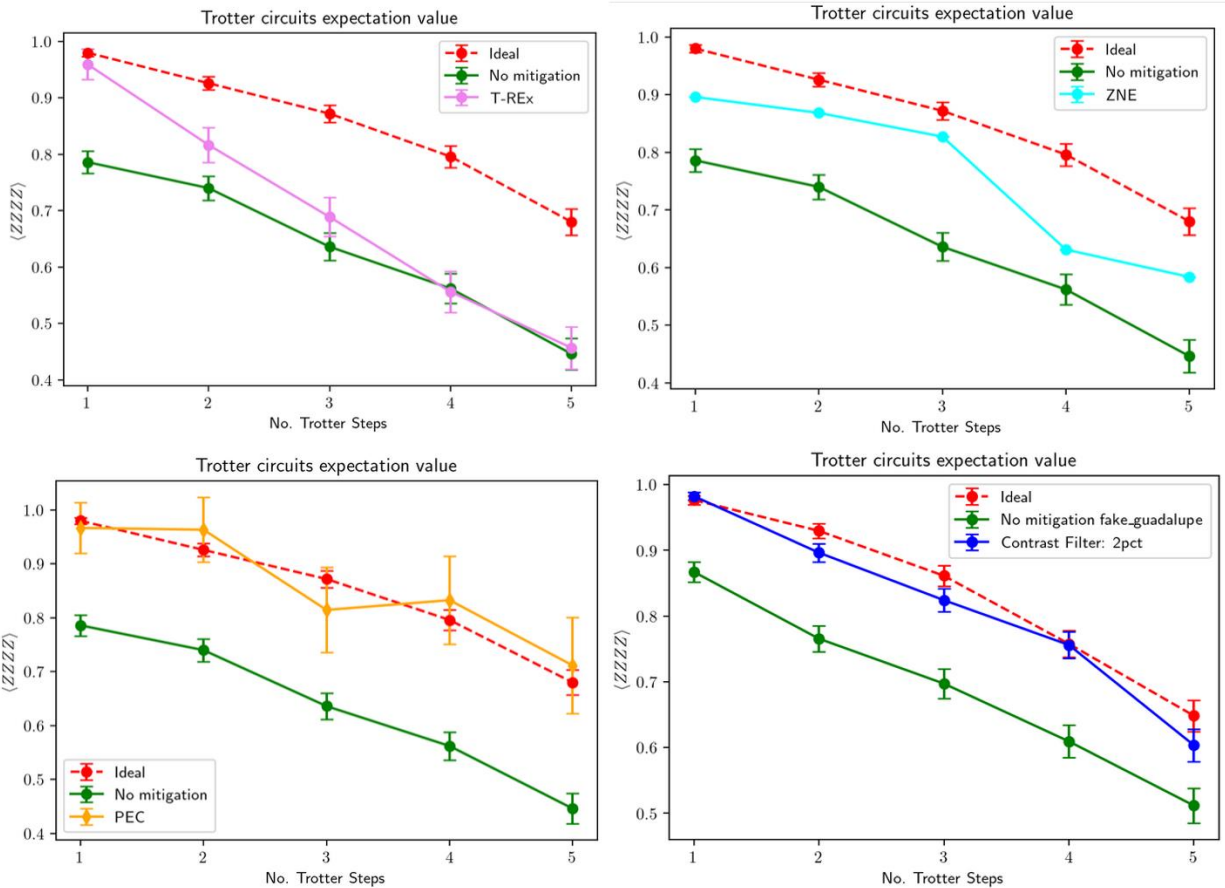 Trotter circuits expectation value
1.0
0.9
0.8
0.7
0.6
0.5
0.4
⟨ZZZZ⟩
Ideal
No mitigation
T-REx
1 2 3 4 5
No. Trotter Steps
Trotter circuits expectation value
1.0
0.9
0.8
0.7
0.6
0.5
0.4
⟨ZZZZ⟩
Ideal
No mitigation
ZNE
1 2 3 4 5
No. Trotter Steps
Trotter circuits expectation value
1.0
0.9
0.8
0.7
0.6
0.5
0.4
⟨ZZZZ⟩
Ideal
No mitigation
PEC
1 2 3 4 5
No. Trotter Steps
Trotter circuits expectation value
1.0
0.9
0.8
0.7
0.6
0.5
⟨ZZZZ⟩
Ideal
No mitigation fake_guadalupe
Contrast Filter: 2pct
1 2 3 4 5
No. Trotter Steps